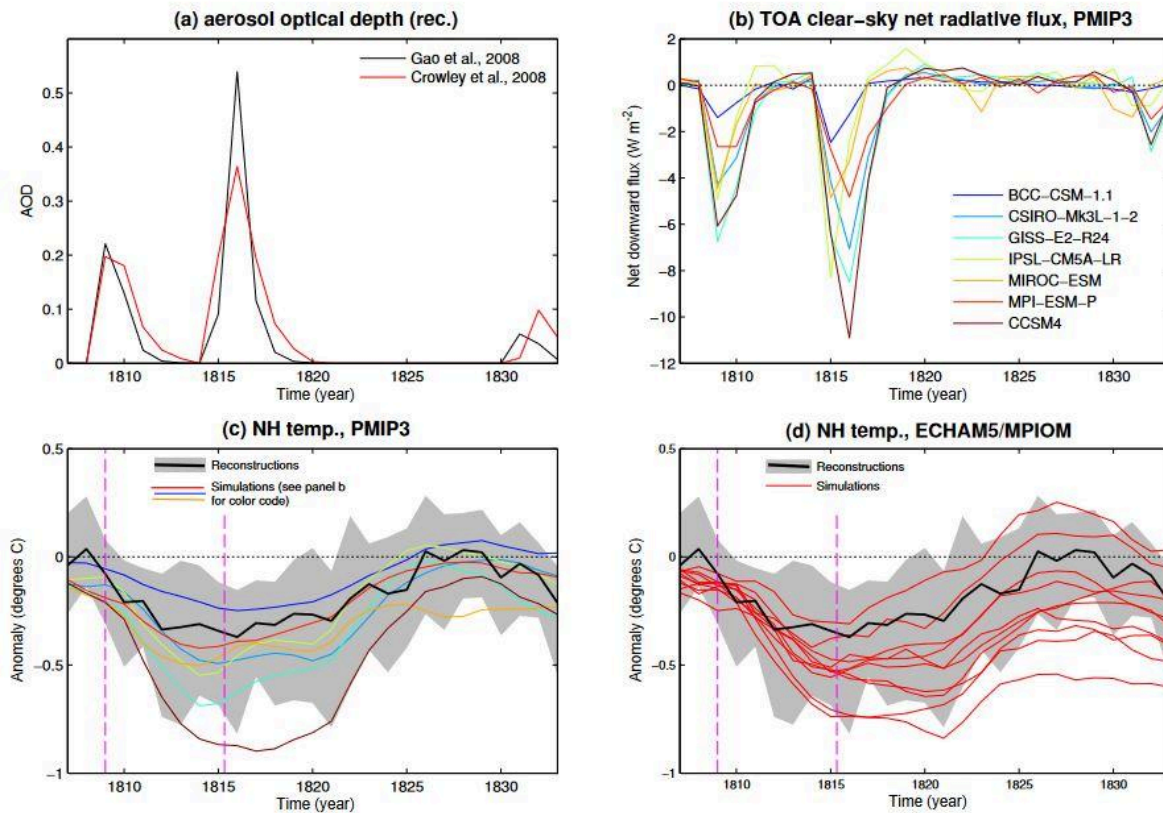 (a) aerosol optical depth (rec.)
Gao et al., 2008
Crowley et al., 2008
0.5
0.4
0.3
0.2
0.1
0
AOD
1810
1815
1820
1825
1830
Time (year)
(b) TOA clear−sky net radiative flux, PMIP3
2
0
−2
−4
−6
−8
−10
−12
Net downward flux (W m⁻²)
BCC−CSM−1.1
CSIRO−Mk3L−1−2
GISS−E2−R24
IPSL−CM5A−LR
MIROC−ESM
MPI−ESM−P
CCSM4
1810
1815
1820
1825
1830
Time (year)
(c) NH temp., PMIP3
Reconstructions
Simulations (see panel b
for color code)
0.5
0
−0.5
−1
Anomaly (degrees C)
1810
1815
1820
1825
1830
Time (year)
(d) NH temp., ECHAM5/MPIOM
Reconstructions
Simulations
0.5
0
−0.5
−1
Anomaly (degrees C)
1810
1815
1820
1825
1830
Time (year)